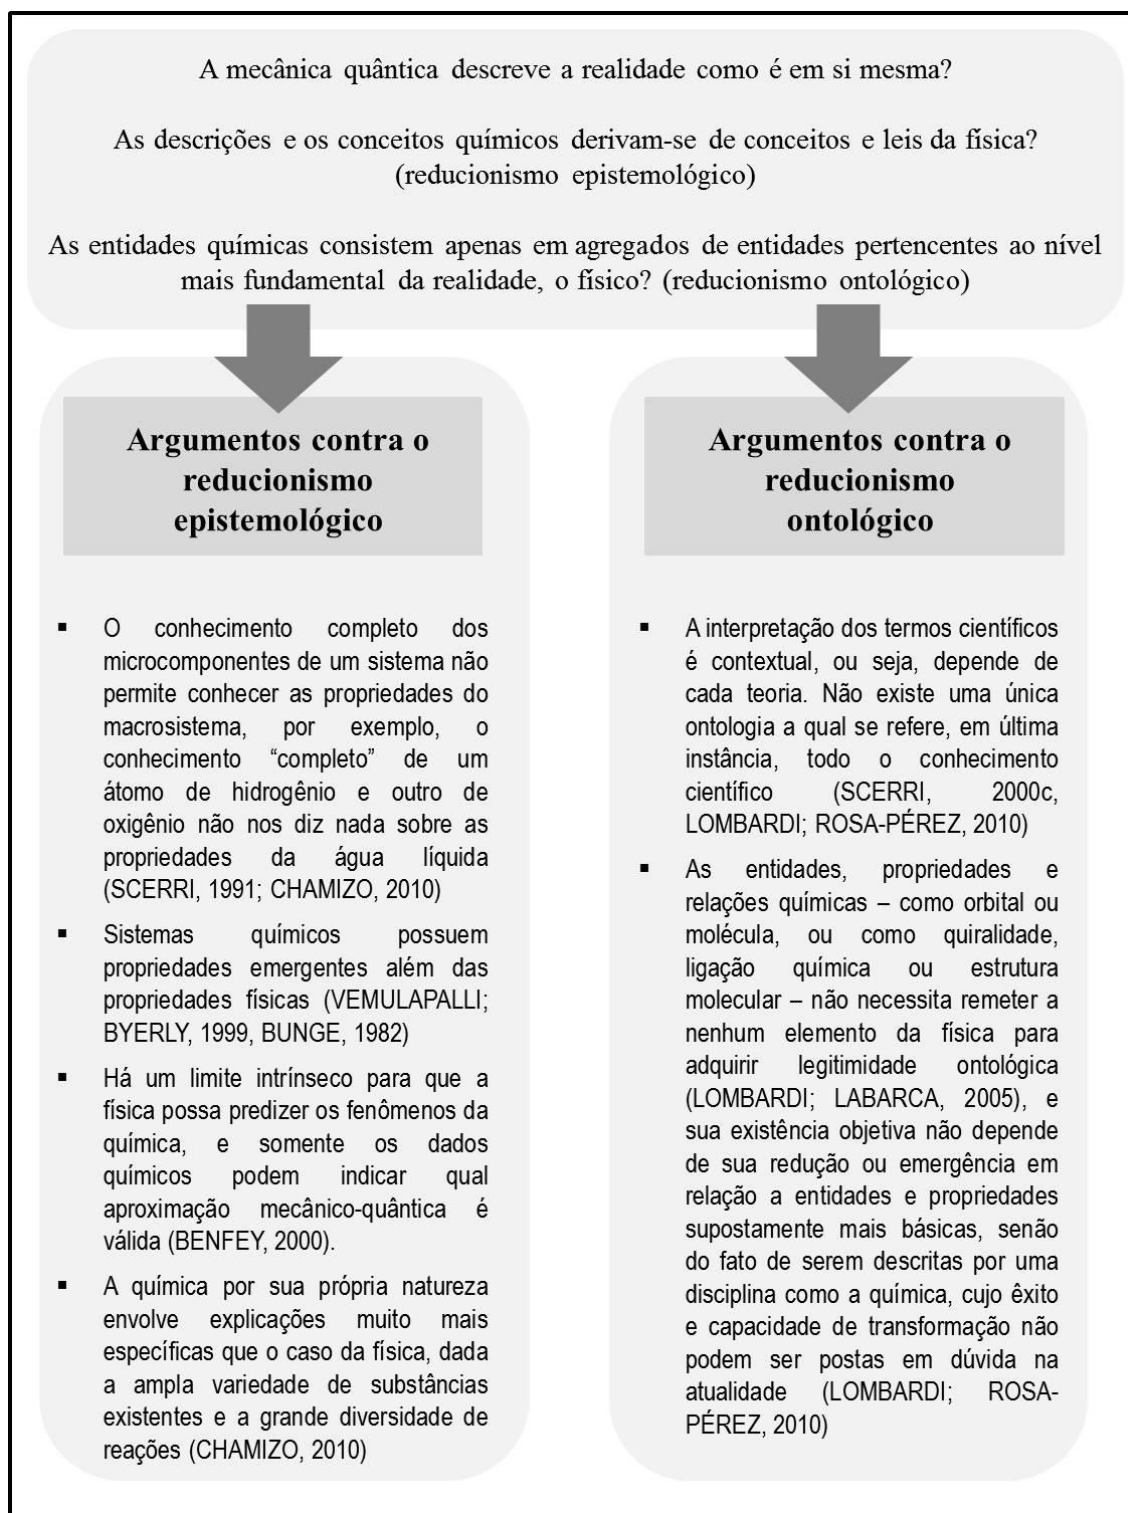 A mecânica quântica descreve a realidade como é em si mesma?
As descrições e os conceitos químicos derivam-se de conceitos e leis da física?
(reducionismo epistemológico)
As entidades químicas consistem apenas em agregados de entidades pertencentes ao nível
mais fundamental da realidade, o físico? (reducionismo ontológico)
Argumentos contra o
reducionismo
epistemológico
▪ O conhecimento completo dos
microcomponentes de um sistema não
permite conhecer as propriedades do
macrosistema, por exemplo, o
conhecimento “completo” de um
átomo de hidrogênio e outro de
oxigênio não nos diz nada sobre as
propriedades da água líquida
(SCERRI, 1991; CHAMIZO, 2010)
▪ Sistemas químicos possuem
propriedades emergentes além das
propriedades físicas (VEMULAPALLI;
BYERLY, 1999, BUNGE, 1982)
▪ Há um limite intrínseco para que a
física possa predizer os fenômenos da
química, e somente os dados
químicos podem indicar qual
aproximação mecânico-quântica é
válida (BENFEY, 2000).
▪ A química por sua própria natureza
envolve explicações muito mais
específicas que o caso da física, dada
a ampla variedade de substâncias
existentes e a grande diversidade de
reações (CHAMIZO, 2010)
Argumentos contra o
reducionismo
ontológico
▪ A interpretação dos termos científicos
é contextual, ou seja, depende de
cada teoria. Não existe uma única
ontologia a qual se refere, em última
instância, todo o conhecimento
científico (SCERRI, 2000c,
LOMBARDI; ROSA-PÉREZ, 2010)
▪ As entidades, propriedades e
relações químicas – como orbital ou
molécula, ou como quiralidade,
ligação química ou estrutura
molecular – não necessita remeter a
nenhum elemento da física para
adquirir legitimidade ontológica
(LOMBARDI; LABARCA, 2005), e
sua existência objetiva não depende
de sua redução ou emergência em
relação a entidades e propriedades
supostamente mais básicas, senão
do fato de serem descritas por uma
disciplina como a química, cujo êxito
e capacidade de transformação não
podem ser postas em dúvida na
atualidade (LOMBARDI; ROSA-
PÉREZ, 2010)